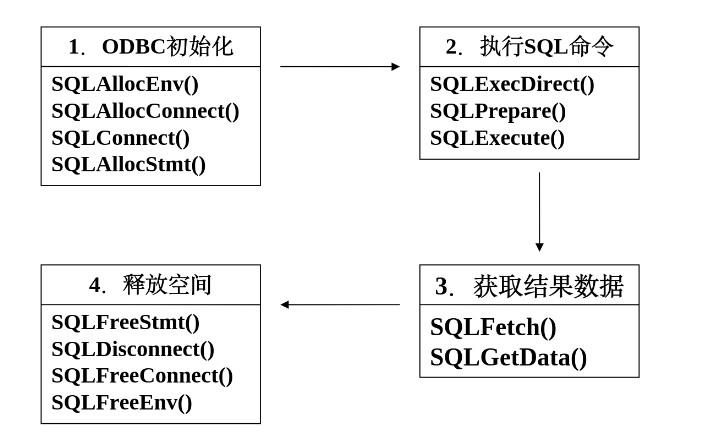 1．ODBC初始化
SQLAllocEnv()
SQLAllocConnect()
SQLConnect()
SQLAllocStmt()
2．执行SQL命令
SQLExecDirect()
SQLPrepare()
SQLExecute()
3．获取结果数据
SQLFetch()
SQLGetData()
4．释放空间
SQLFreeStmt()
SQLDisconnect()
SQLFreeConnect()
SQLFreeEnv()